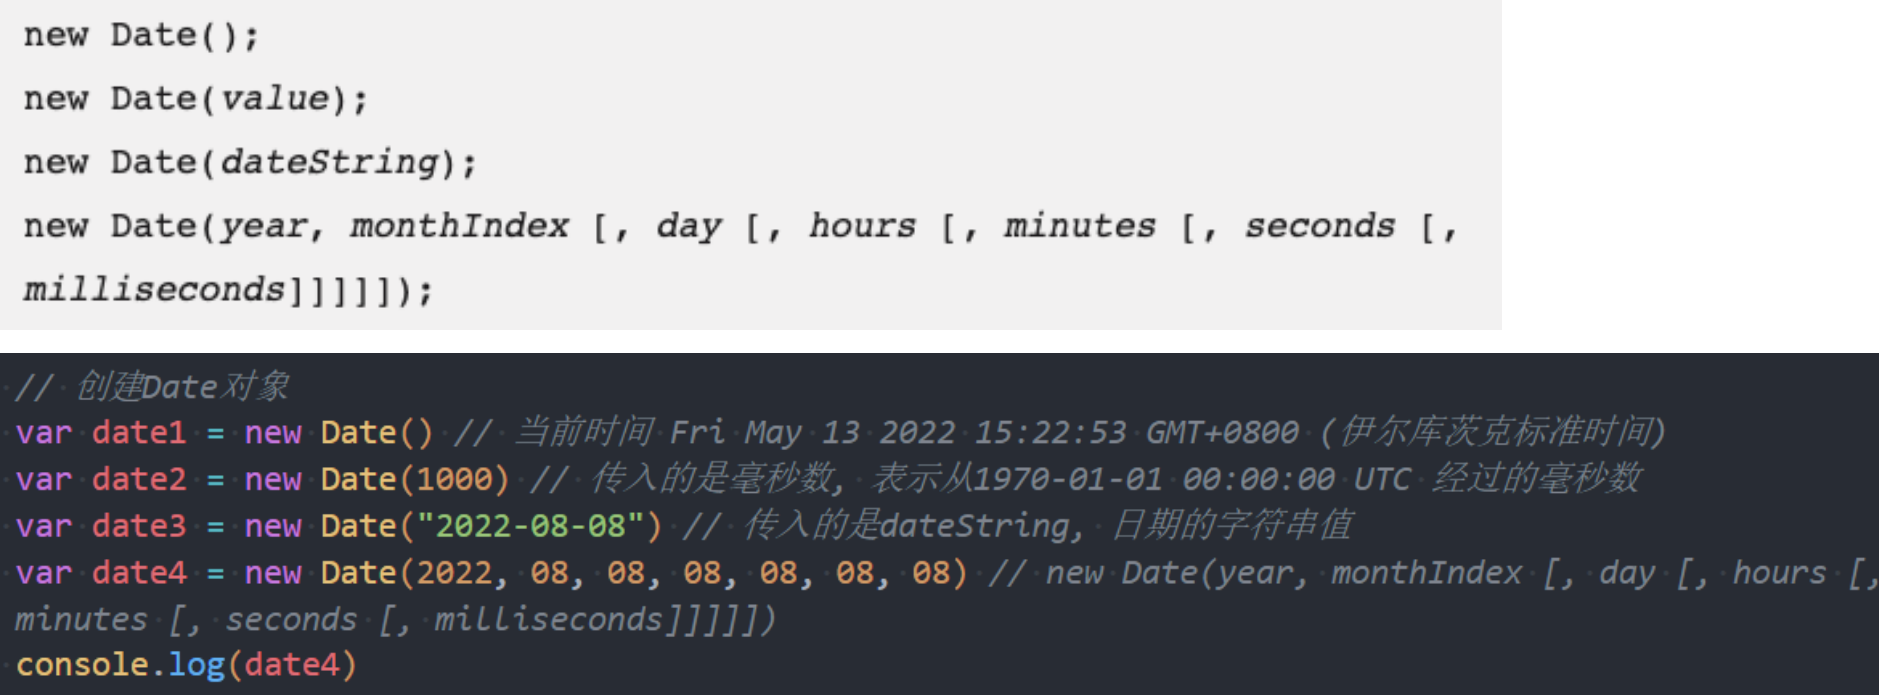 new Date();
new Date(value);
new Date(dateString);
new Date(year, monthIndex [, day [, hours [, minutes [, seconds [,
milliseconds]]]]]);
// 创建Date对象
var date1 = new Date() // 当前时间 Fri May 13 2022 15:22:53 GMT+0800 (伊尔库茨克标准时间)
var date2 = new Date(1000) // 传入的是毫秒数, 表示从1970-01-01 00:00:00 UTC 经过的毫秒数
var date3 = new Date("2022-08-08") // 传入的是dateString, 日期的字符串值
var date4 = new Date(2022, 08, 08, 08, 08, 08, 08) // new Date(year, monthIndex [, day [, hours [,
minutes [, seconds [, milliseconds]]]]])
console.log(date4)